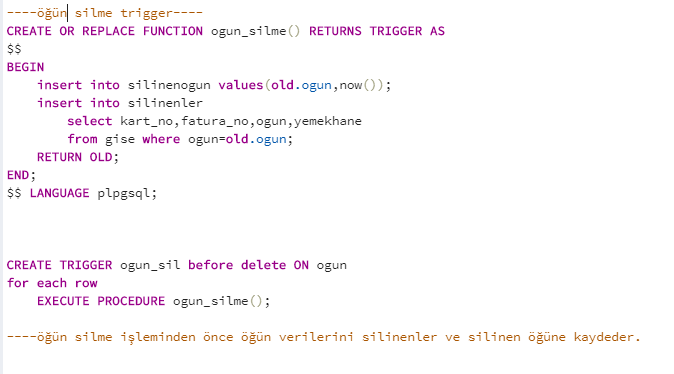 ----öğün silme trigger----
CREATE OR REPLACE FUNCTION ogun_silme() RETURNS TRIGGER AS
$$
BEGIN
    insert into silinenogun values(old.ogun,now());
    insert into silinenler
        select kart_no,fatura_no,ogun,yemekhane
        from gise where ogun=old.ogun;
    RETURN OLD;
END;
$$ LANGUAGE plpgsql;
CREATE TRIGGER ogun_sil before delete ON ogun
for each row
    EXECUTE PROCEDURE ogun_silme();
----öğün silme işleminden önce öğün verilerini silinenler ve silinen öğüne kaydeder.